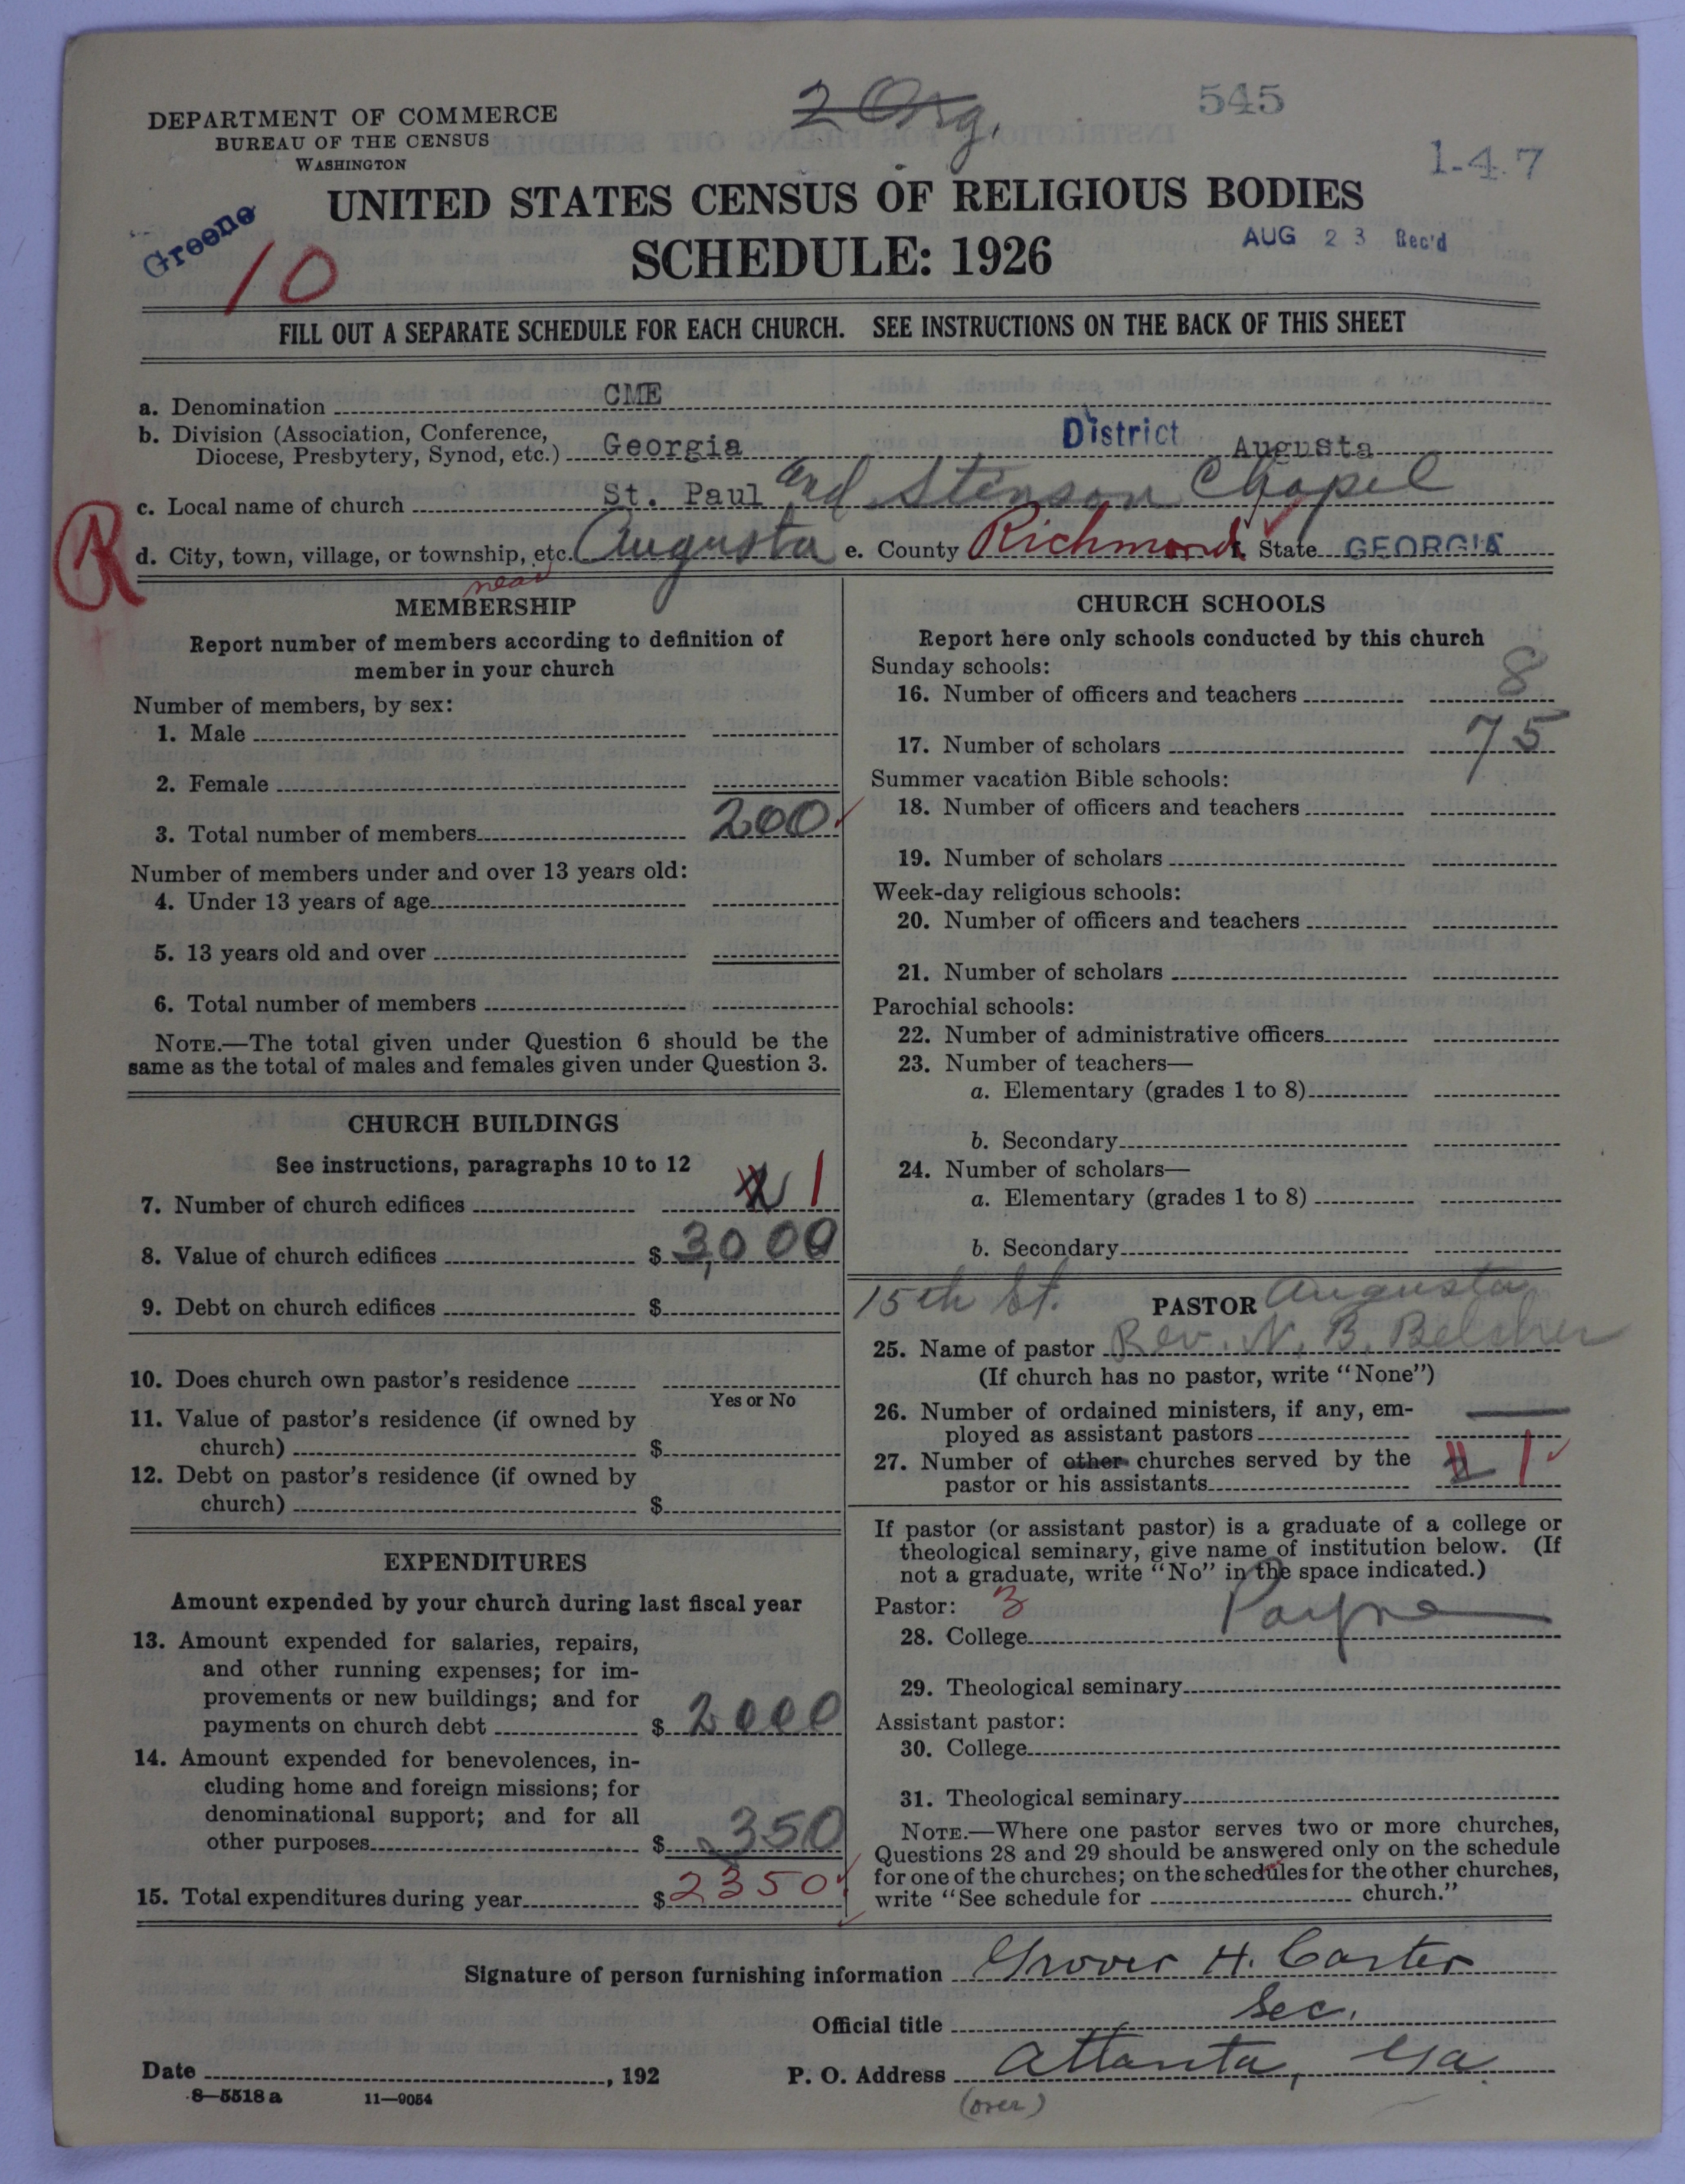 2 Org.
545
DEPARTMENT OF COMMERCE
BUREAU OF THE CENSUS
WASHINGTON
1-4.7
UNITED STATES CENSUS OF RELIGIOUS BODIES
Greene
10
SCHEDULE: 1926
AUG 23 Rec'd
FILL OUT A SEPARATE SCHEDULE FOR EACH CHURCH. SEE INSTRUCTIONS ON THE BACK OF THIS SHEET
a. Denomination CME
b. Division (Association, Conference,
Diocese, Presbytery, Synod, etc.) Georgia District Augusta
c. Local name of church St. Paul and Stenson Chapel
R
d. City, town, village, or township, etc. Augusta e. County Richmond f. State GEORGIA
near
MEMBERSHIP
Report number of members according to definition of
member in your church
Number of members, by sex:
1. Male
2. Female
3. Total number of members 200
Number of members under and over 13 years old:
4. Under 13 years of age
5. 13 years old and over
6. Total number of members
NOTE.—The total given under Question 6 should be the
same as the total of males and females given under Question 3.
CHURCH BUILDINGS
See instructions, paragraphs 10 to 12
7. Number of church edifices 1
8. Value of church edifices $ 3,000
9. Debt on church edifices $
10. Does church own pastor's residence
Yes or No
11. Value of pastor's residence (if owned by
church) $
12. Debt on pastor's residence (if owned by
church) $
EXPENDITURES
Amount expended by your church during last fiscal year
13. Amount expended for salaries, repairs,
and other running expenses; for im-
provements or new buildings; and for
payments on church debt $ 2000
14. Amount expended for benevolences, in-
cluding home and foreign missions; for
denominational support; and for all
other purposes $ 350
15. Total expenditures during year $ 2350
CHURCH SCHOOLS
Report here only schools conducted by this church
Sunday schools:
16. Number of officers and teachers 8
17. Number of scholars 75
Summer vacation Bible schools:
18. Number of officers and teachers
19. Number of scholars
Week-day religious schools:
20. Number of officers and teachers
21. Number of scholars
Parochial schools:
22. Number of administrative officers
23. Number of teachers—
a. Elementary (grades 1 to 8)
b. Secondary
24. Number of scholars—
a. Elementary (grades 1 to 8)
b. Secondary
15th St. PASTOR Augusta
25. Name of pastor Rev. N. B. Belcher
(If church has no pastor, write "None")
26. Number of ordained ministers, if any, em-
ployed as assistant pastors
27. Number of other churches served by the
pastor or his assistants 1
If pastor (or assistant pastor) is a graduate of a college or
theological seminary, give name of institution below. (If
not a graduate, write "No" in the space indicated.)
Pastor: 3
28. College Payne
29. Theological seminary
Assistant pastor:
30. College
31. Theological seminary
NOTE.—Where one pastor serves two or more churches,
Questions 28 and 29 should be answered only on the schedule
for one of the churches; on the schedules for the other churches,
write "See schedule for church."
Signature of person furnishing information Grover H. Carter
Official title Sec.
Date , 192 P. O. Address Atlanta, Ga.
8—5518 a 11—9054
(over)